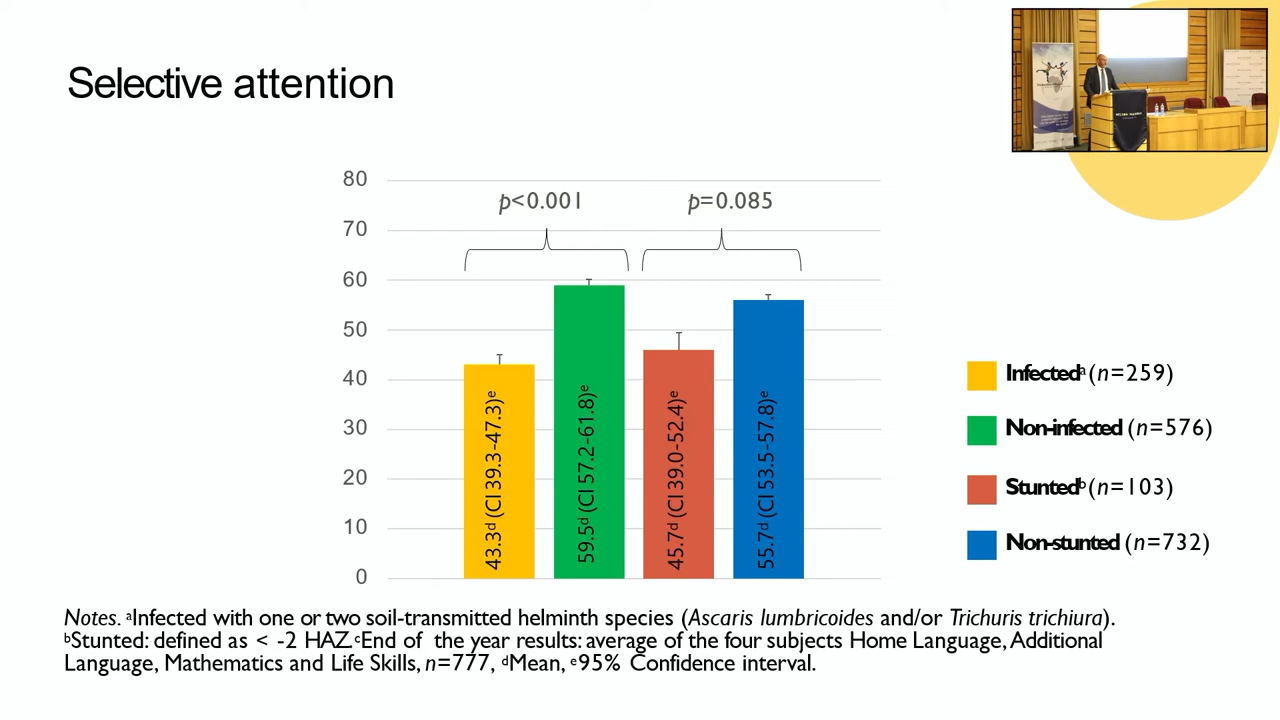 Selective attention
80
70
60
50
40
30
20
10
0
p<0.001
p=0.085
43.3ᵈ (CI 39.3-47.3)ᵉ
59.5ᵈ (CI 57.2-61.8)ᵉ
45.7ᵈ (CI 39.0-52.4)ᵉ
55.7ᵈ (CI 53.5-57.8)ᵉ
Infectedᵃ (n=259)
Non-infected (n=576)
Stuntedᵇ (n=103)
Non-stunted (n=732)
Notes. ᵃInfected with one or two soil-transmitted helminth species (Ascaris lumbricoides and/or Trichuris trichiura).
ᵇStunted: defined as < -2 HAZ. ᶜEnd of the year results: average of the four subjects Home Language, Additional
Language, Mathematics and Life Skills, n=777, ᵈMean, ᵉ95% Confidence interval.